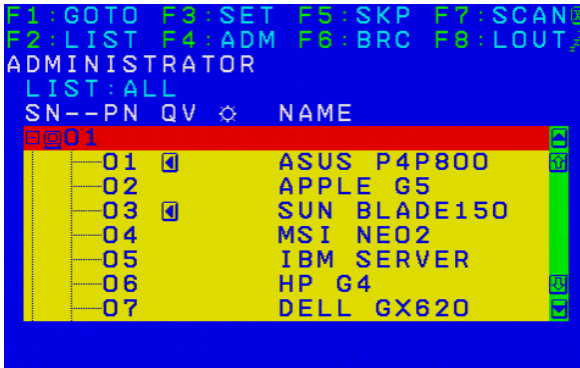 F1:GOTO F3:SET F5:SKP F7:SCAN
F2:LIST F4:ADM F6:BRC F8:LOUT
ADMINISTRATOR
LIST:ALL
SN--PN QV NAME
01
01 ASUS P4P800
02 APPLE G5
03 SUN BLADE150
04 MSI NEO2
05 IBM SERVER
06 HP G4
07 DELL GX620